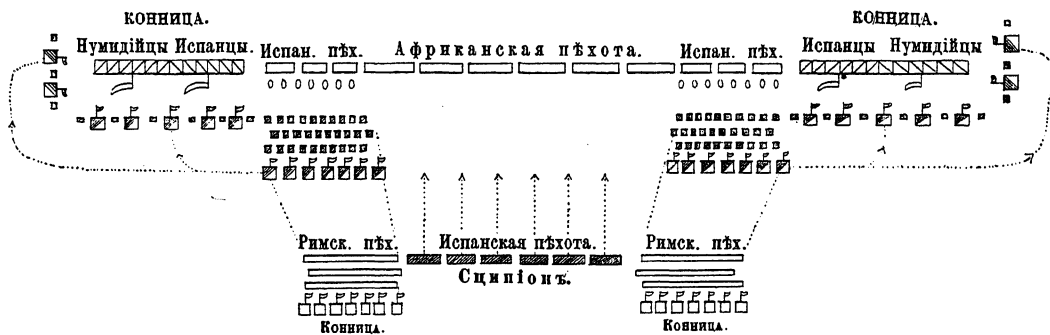 КОННИЦА. КОННИЦА.
Нумидійцы Испанцы. Испан. пѣх. Африканская пѣхота. Испан. пѣх. Испанцы Нумидійцы
Римск. пѣх. Испанская пѣхота. Римск. пѣх.
Сципіонъ.
Конница. Конница.